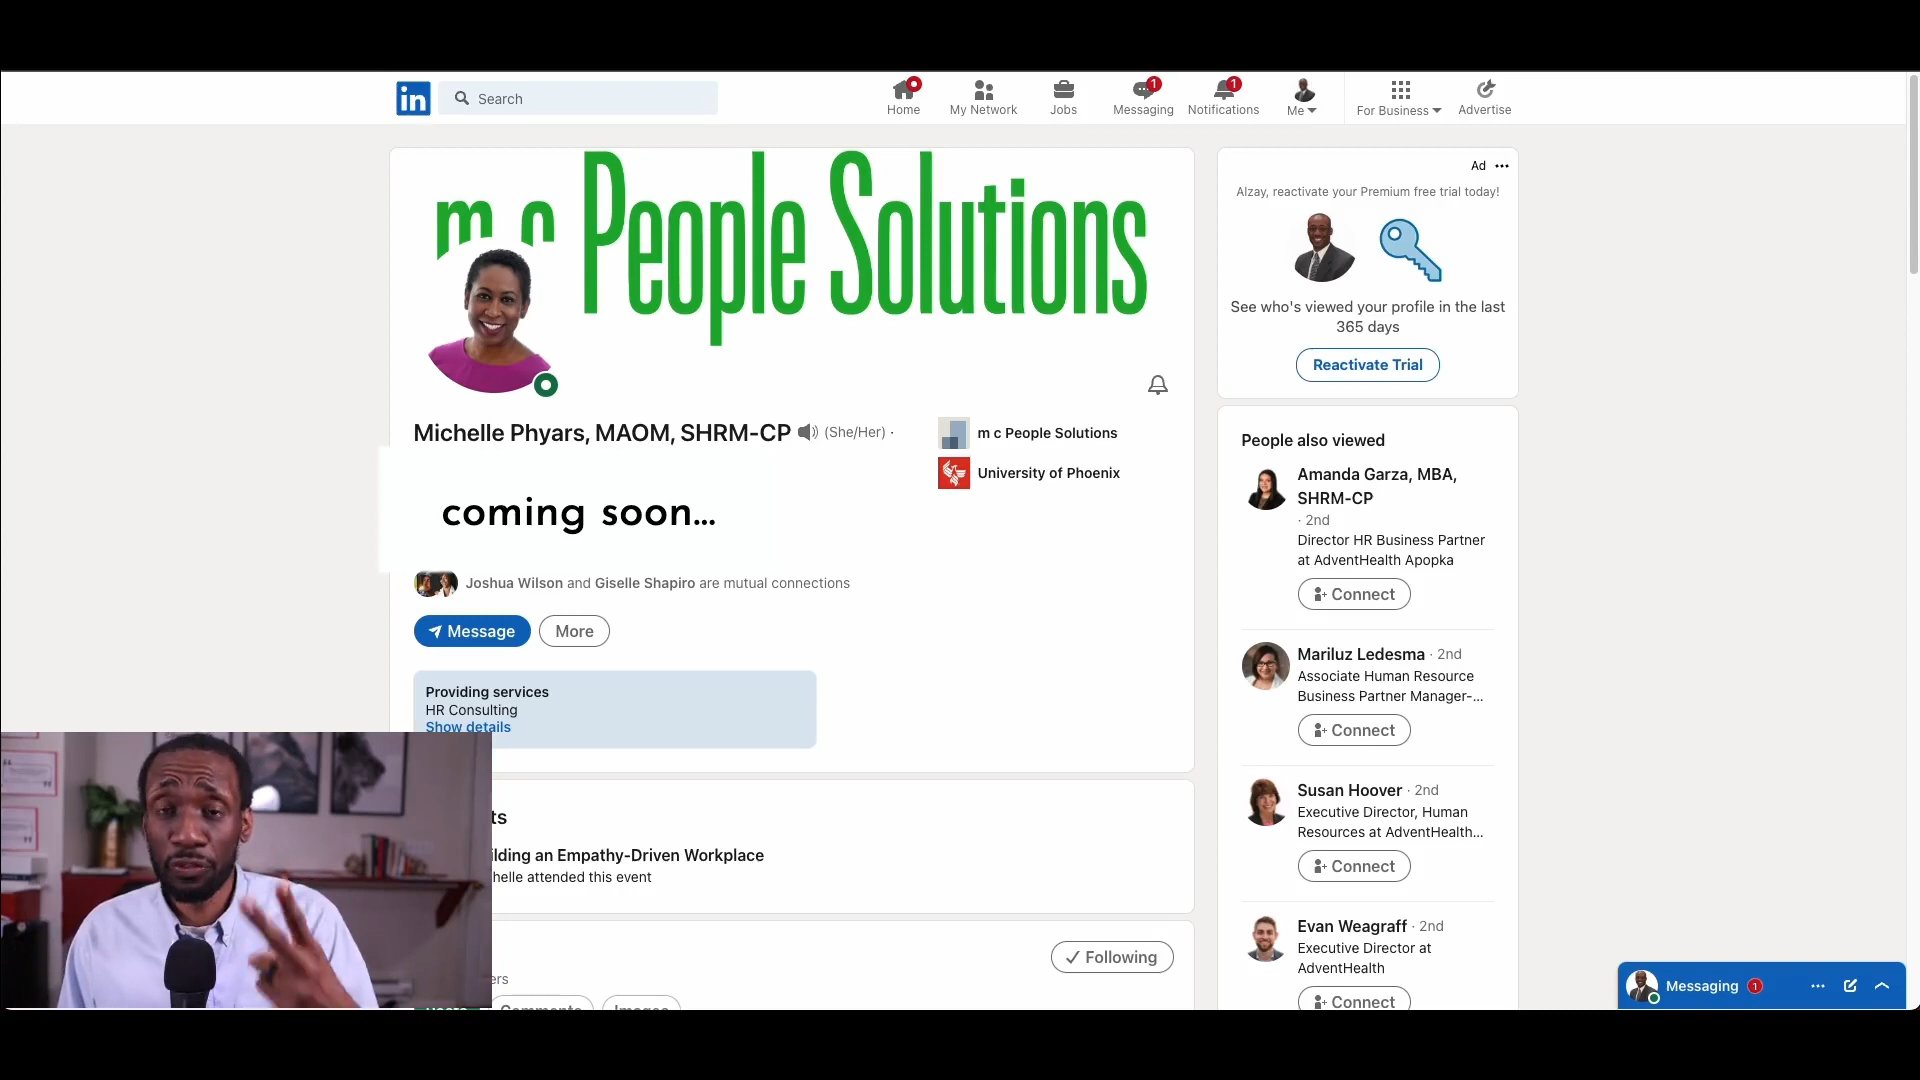 in
Search
Home
My Network
Jobs
1
Messaging
1
Notifications
Me
For Business
Advertise
m c People Solutions
Michelle Phyars, MAOM, SHRM-CP (She/Her) ·
coming soon...
Joshua Wilson and Giselle Shapiro are mutual connections
Message
More
m c People Solutions
University of Phoenix
Providing services
HR Consulting
Show details
ts
ilding an Empathy-Driven Workplace
helle attended this event
ers
Following
Comments
Images
Ad
Alzay, reactivate your Premium free trial today!
See who's viewed your profile in the last
365 days
Reactivate Trial
People also viewed
Amanda Garza, MBA,
SHRM-CP
· 2nd
Director HR Business Partner
at AdventHealth Apopka
Connect
Mariluz Ledesma · 2nd
Associate Human Resource
Business Partner Manager-...
Connect
Susan Hoover · 2nd
Executive Director, Human
Resources at AdventHealth...
Connect
Evan Weagraff · 2nd
Executive Director at
AdventHealth
Connect
Messaging 1